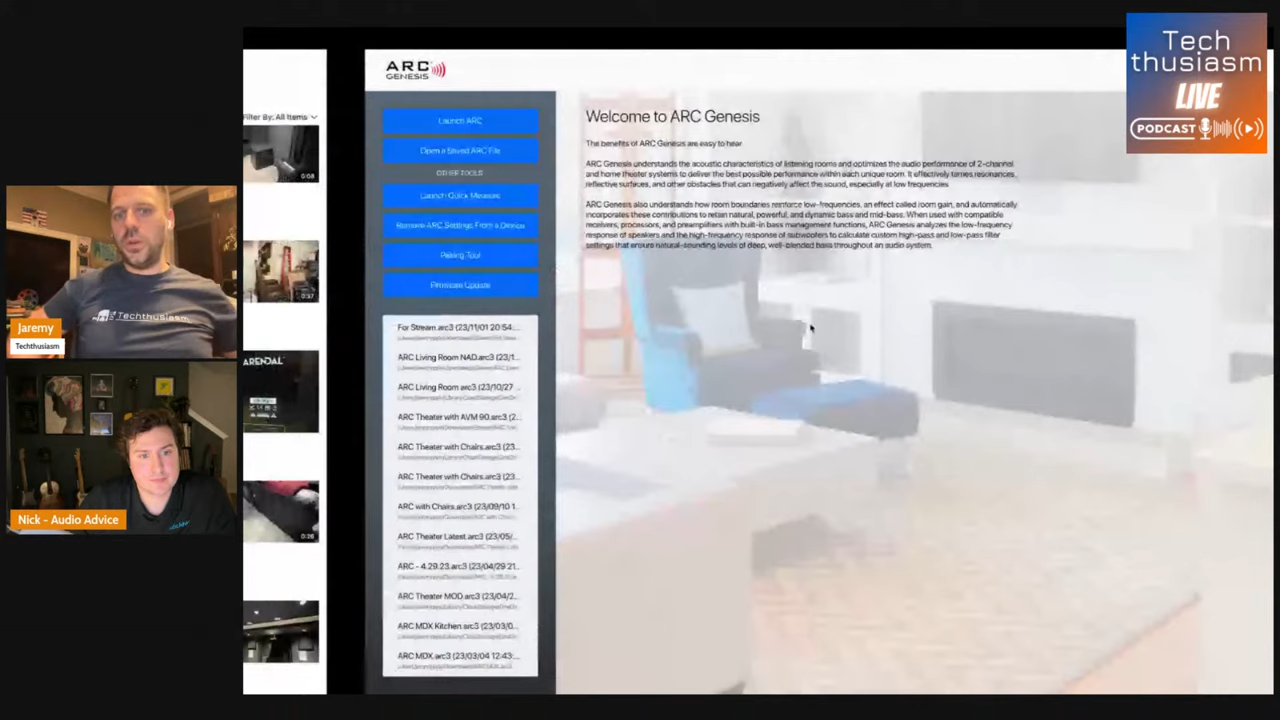 Tech
thusiasm
LIVE
PODCAST
ARC
GENESIS
Filter By: All Items
0:08
0:37
ARENDAL
0:26
Jaremy
Techthusiasm
Techthusiasm
Nick - Audio Advice
Launch ARC
Open a Saved ARC File
OTHER TOOLS
Launch Quick Measure
Remove ARC Settings From a Device
Pairing Tool
Firmware Update
For Stream.arc3 (23/11/01 20:54...
ARC Living Room NAD.arc3 (23/1...
ARC Living Room.arc3 (23/10/27 ...
ARC Theater with AVM 90.arc3 (2...
ARC Theater with Chairs.arc3 (23...
ARC Theater with Chairs.arc3 (23...
ARC with Chairs.arc3 (23/09/10 1...
ARC Theater Latest.arc3 (23/05/...
ARC - 4.29.23.arc3 (23/04/29 21...
ARC Theater MOD.arc3 (23/04/2...
ARC MDX Kitchen.arc3 (23/03/0...
ARC MDX.arc3 (23/03/04 12:43:...
Welcome to ARC Genesis
The benefits of ARC Genesis are easy to hear
ARC Genesis understands the acoustic characteristics of listening rooms and optimizes the audio performance of 2-channel
and home theater systems to deliver the best possible performance within each unique room. It effectively tames resonances,
reflective surfaces, and other obstacles that can negatively affect the sound, especially at low frequencies
ARC Genesis also understands how room boundaries reinforce low-frequencies, an effect called room gain, and automatically
incorporates these contributions to retain natural, powerful, and dynamic bass and mid-bass. When used with compatible
receivers, processors, and preamplifiers with built-in bass management functions, ARC Genesis analyzes the low-frequency
response of speakers and the high-frequency response of subwoofers to calculate custom high-pass and low-pass filter
settings that ensure natural-sounding levels of deep, well-blended bass throughout an audio system.